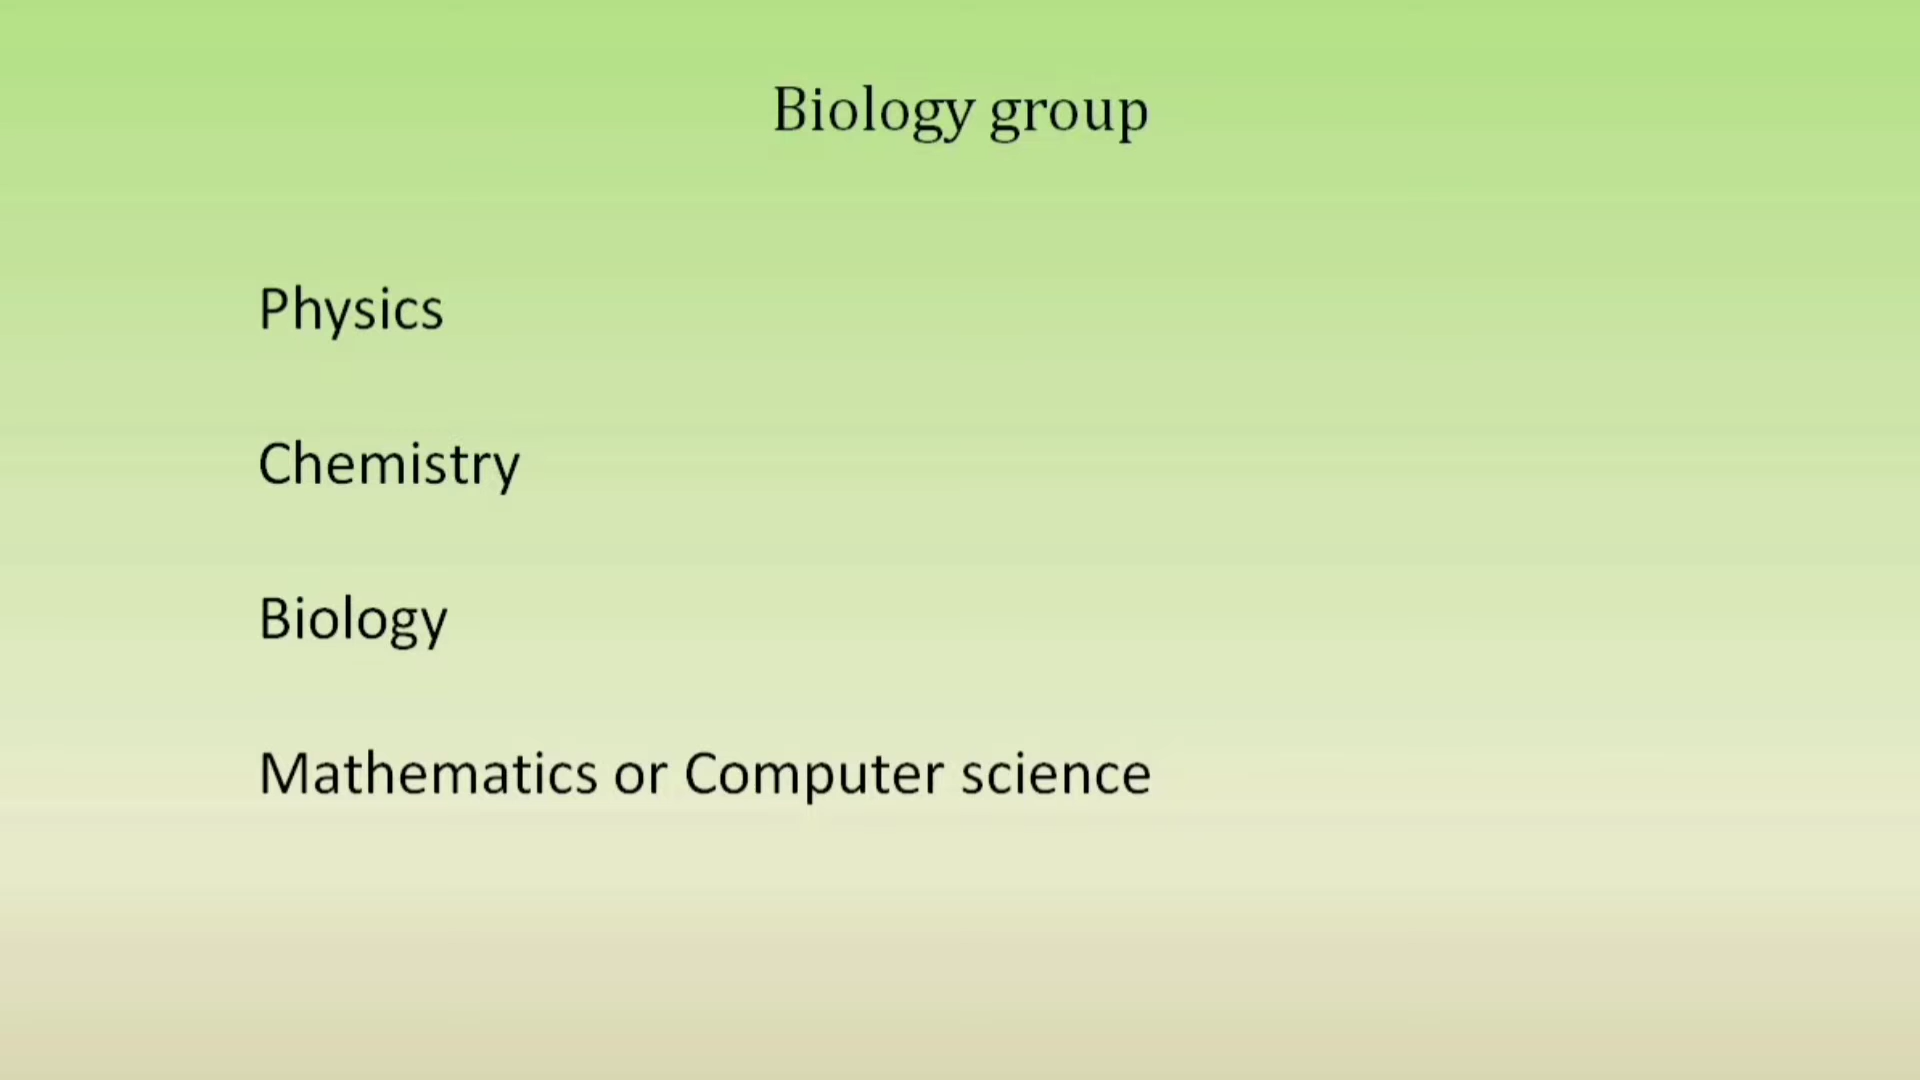 Biology group
Physics
Chemistry
Biology
Mathematics or Computer science